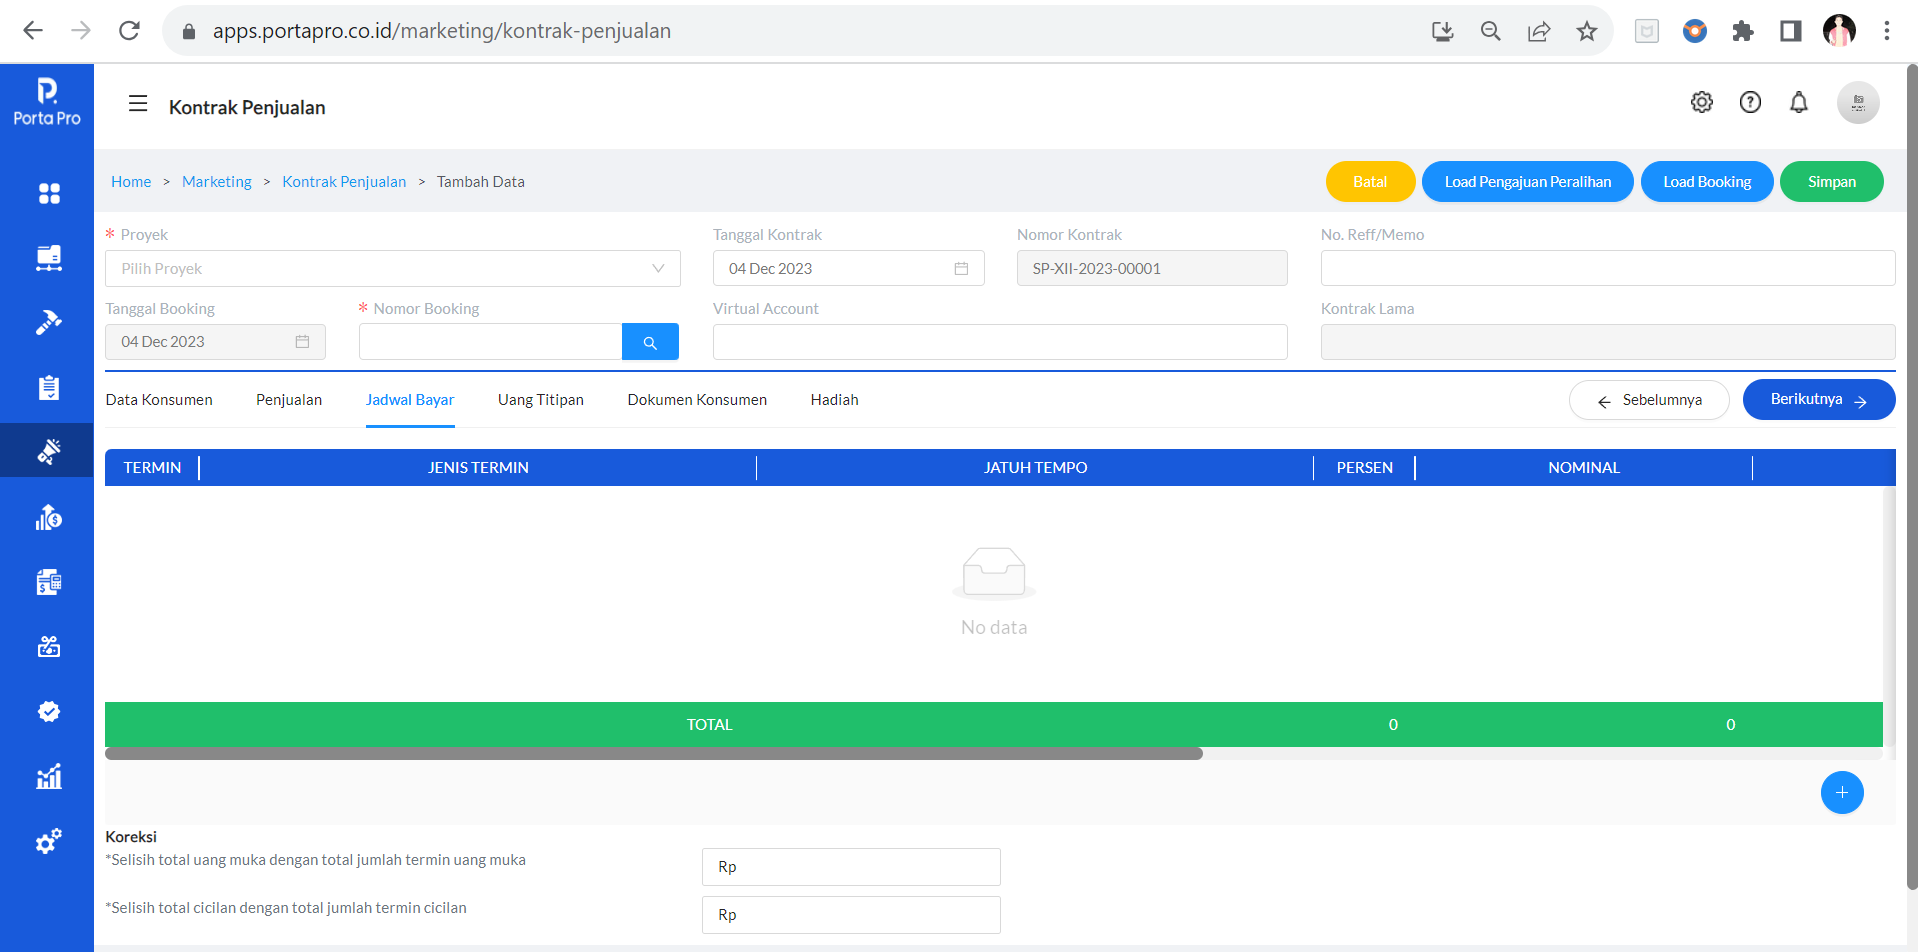 apps.portapro.co.id/marketing/kontrak-penjualan
Porta Pro
Kontrak Penjualan
Home > Marketing > Kontrak Penjualan > Tambah Data
Batal
Load Pengajuan Peralihan
Load Booking
Simpan
* Proyek
Tanggal Kontrak
Nomor Kontrak
No. Reff/Memo
Pilih Proyek
04 Dec 2023
SP-XII-2023-00001
Tanggal Booking
* Nomor Booking
Virtual Account
Kontrak Lama
04 Dec 2023
Data Konsumen
Penjualan
Jadwal Bayar
Uang Titipan
Dokumen Konsumen
Hadiah
Sebelumnya
Berikutnya
TERMIN
JENIS TERMIN
JATUH TEMPO
PERSEN
NOMINAL
No data
TOTAL
0
0
Koreksi
*Selisih total uang muka dengan total jumlah termin uang muka
Rp
*Selisih total cicilan dengan total jumlah termin cicilan
Rp